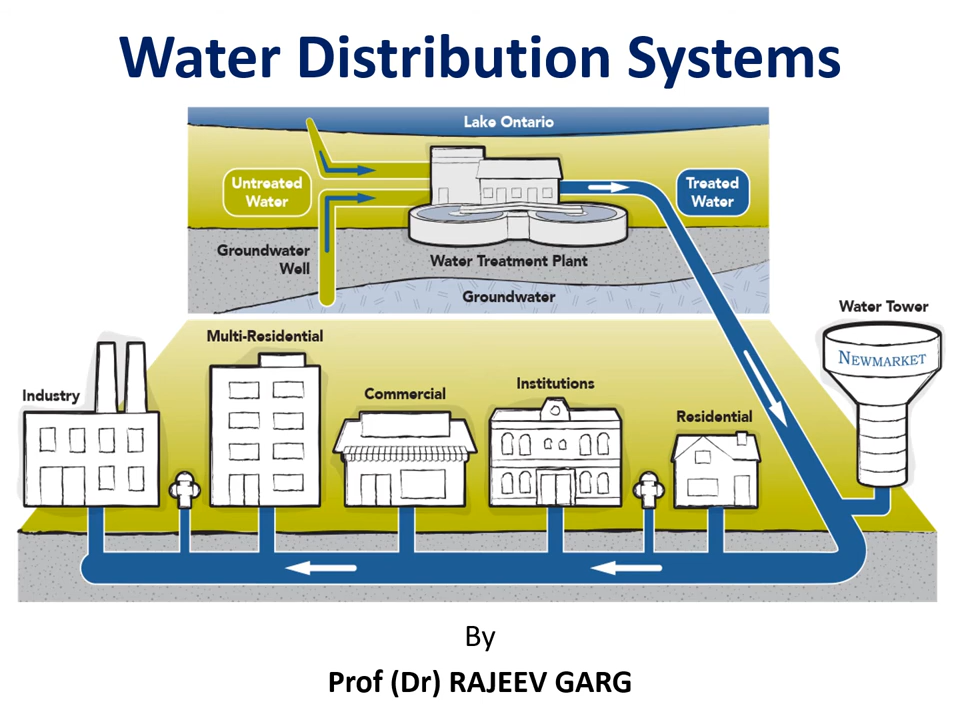 Water Distribution Systems
Lake Ontario
Untreated
Water
Treated
Water
Groundwater
Well
Water Treatment Plant
Groundwater
Water Tower
NEWMARKET
Multi-Residential
Industry
Commercial
Institutions
Residential
By
Prof (Dr) RAJEEV GARG